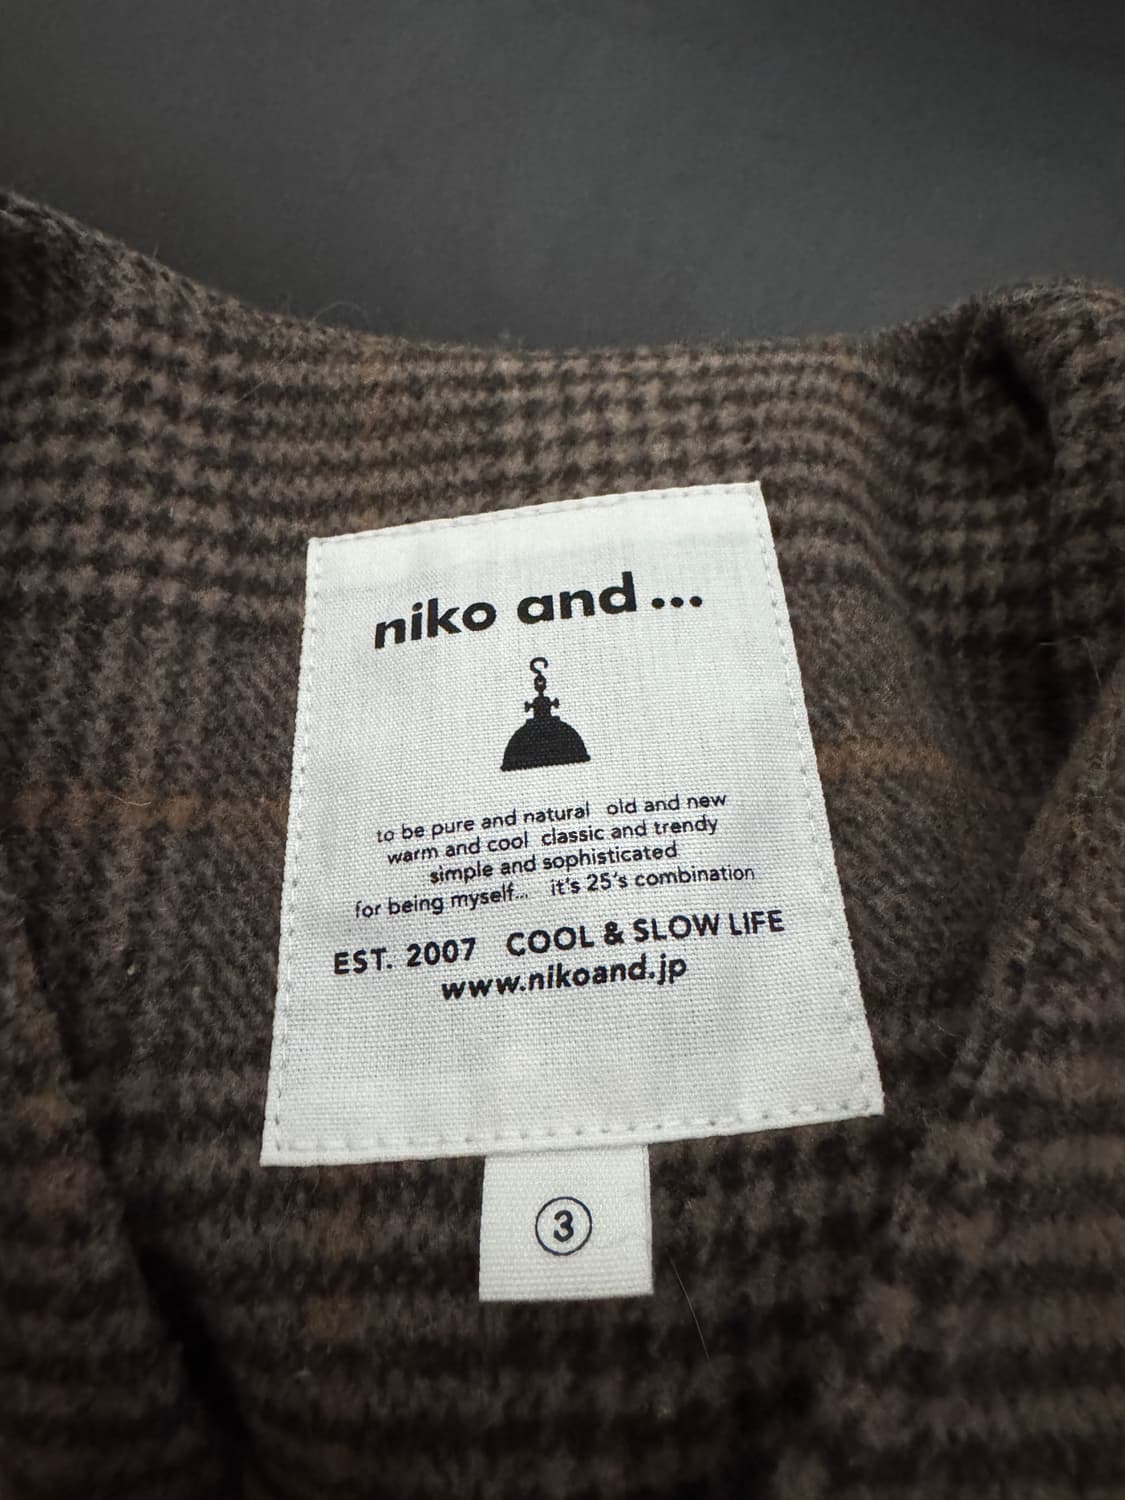 niko and ...
to be pure and natural old and new
warm and cool classic and trendy
simple and sophisticated
for being myself... it's 25's combination
EST. 2007 COOL & SLOW LIFE
www.nikoand.jp
3